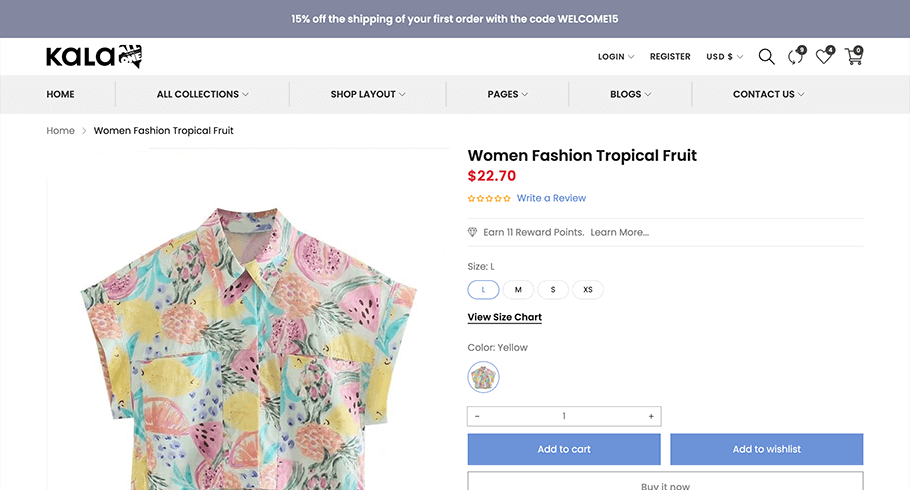 15% off the shipping of your first order with the code WELCOME15
KALA ONE
LOGIN
REGISTER
USD $
9
4
0
HOME
ALL COLLECTIONS
SHOP LAYOUT
PAGES
BLOGS
CONTACT US
Home > Women Fashion Tropical Fruit
Women Fashion Tropical Fruit
$22.70
Write a Review
Earn 11 Reward Points. Learn More...
Size: L
L M S XS
View Size Chart
Color: Yellow
- 1 +
Add to cart
Add to wishlist
Buy it now